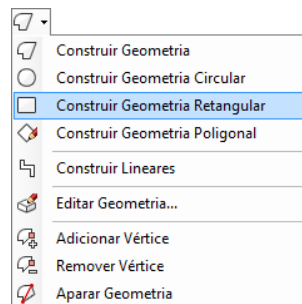 Construir Geometria
Construir Geometria Circular
Construir Geometria Retangular
Construir Geometria Poligonal
Construir Lineares
Editar Geometria...
Adicionar Vértice
Remover Vértice
Aparar Geometria